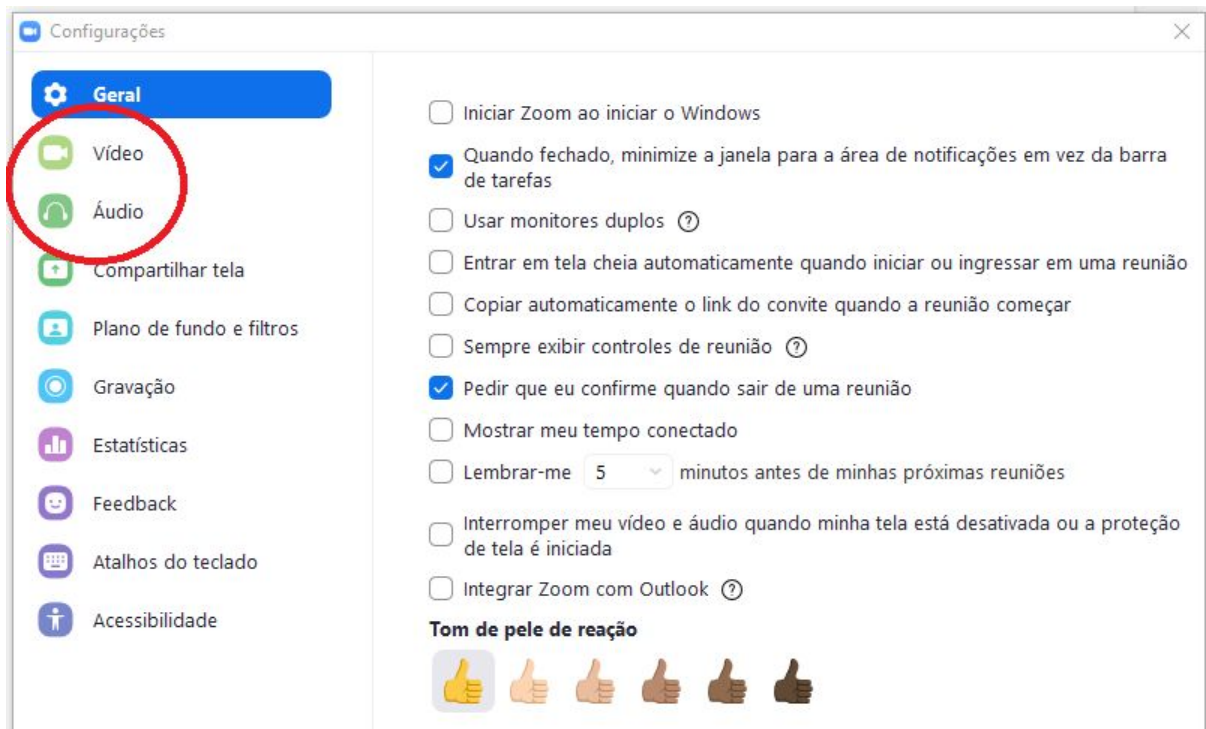 Configurações
Geral
Vídeo
Áudio
Compartilhar tela
Plano de fundo e filtros
Gravação
Estatísticas
Feedback
Atalhos do teclado
Acessibilidade
Iniciar Zoom ao iniciar o Windows
Quando fechado, minimize a janela para a área de notificações em vez da barra
de tarefas
Usar monitores duplos ?
Entrar em tela cheia automaticamente quando iniciar ou ingressar em uma reunião
Copiar automaticamente o link do convite quando a reunião começar
Sempre exibir controles de reunião ?
Pedir que eu confirme quando sair de uma reunião
Mostrar meu tempo conectado
Lembrar-me 5 minutos antes de minhas próximas reuniões
Interromper meu vídeo e áudio quando minha tela está desativada ou a proteção
de tela é iniciada
Integrar Zoom com Outlook ?
Tom de pele de reação